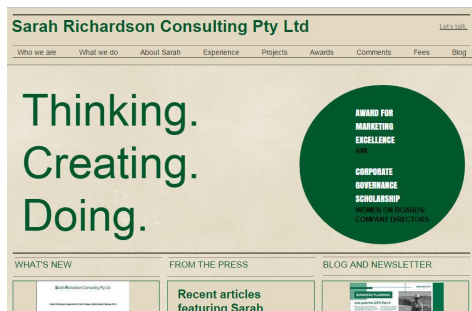 Sarah Richardson Consulting Pty Ltd
Let's talk.
Who we are What we do About Sarah Experience Projects Awards Comments Fees Blog
Thinking.
Creating.
Doing.
AWARD FOR
MARKETING
EXCELLENCE
AMI
CORPORATE
GOVERNANCE
SCHOLARSHIP
WOMEN ON BOARDS/
COMPANY DIRECTORS
WHAT'S NEW
FROM THE PRESS
BLOG AND NEWSLETTER
Sarah Richardson Consulting Pty Ltd
Recent articles
featuring Sarah
BUSINESS PLANNING